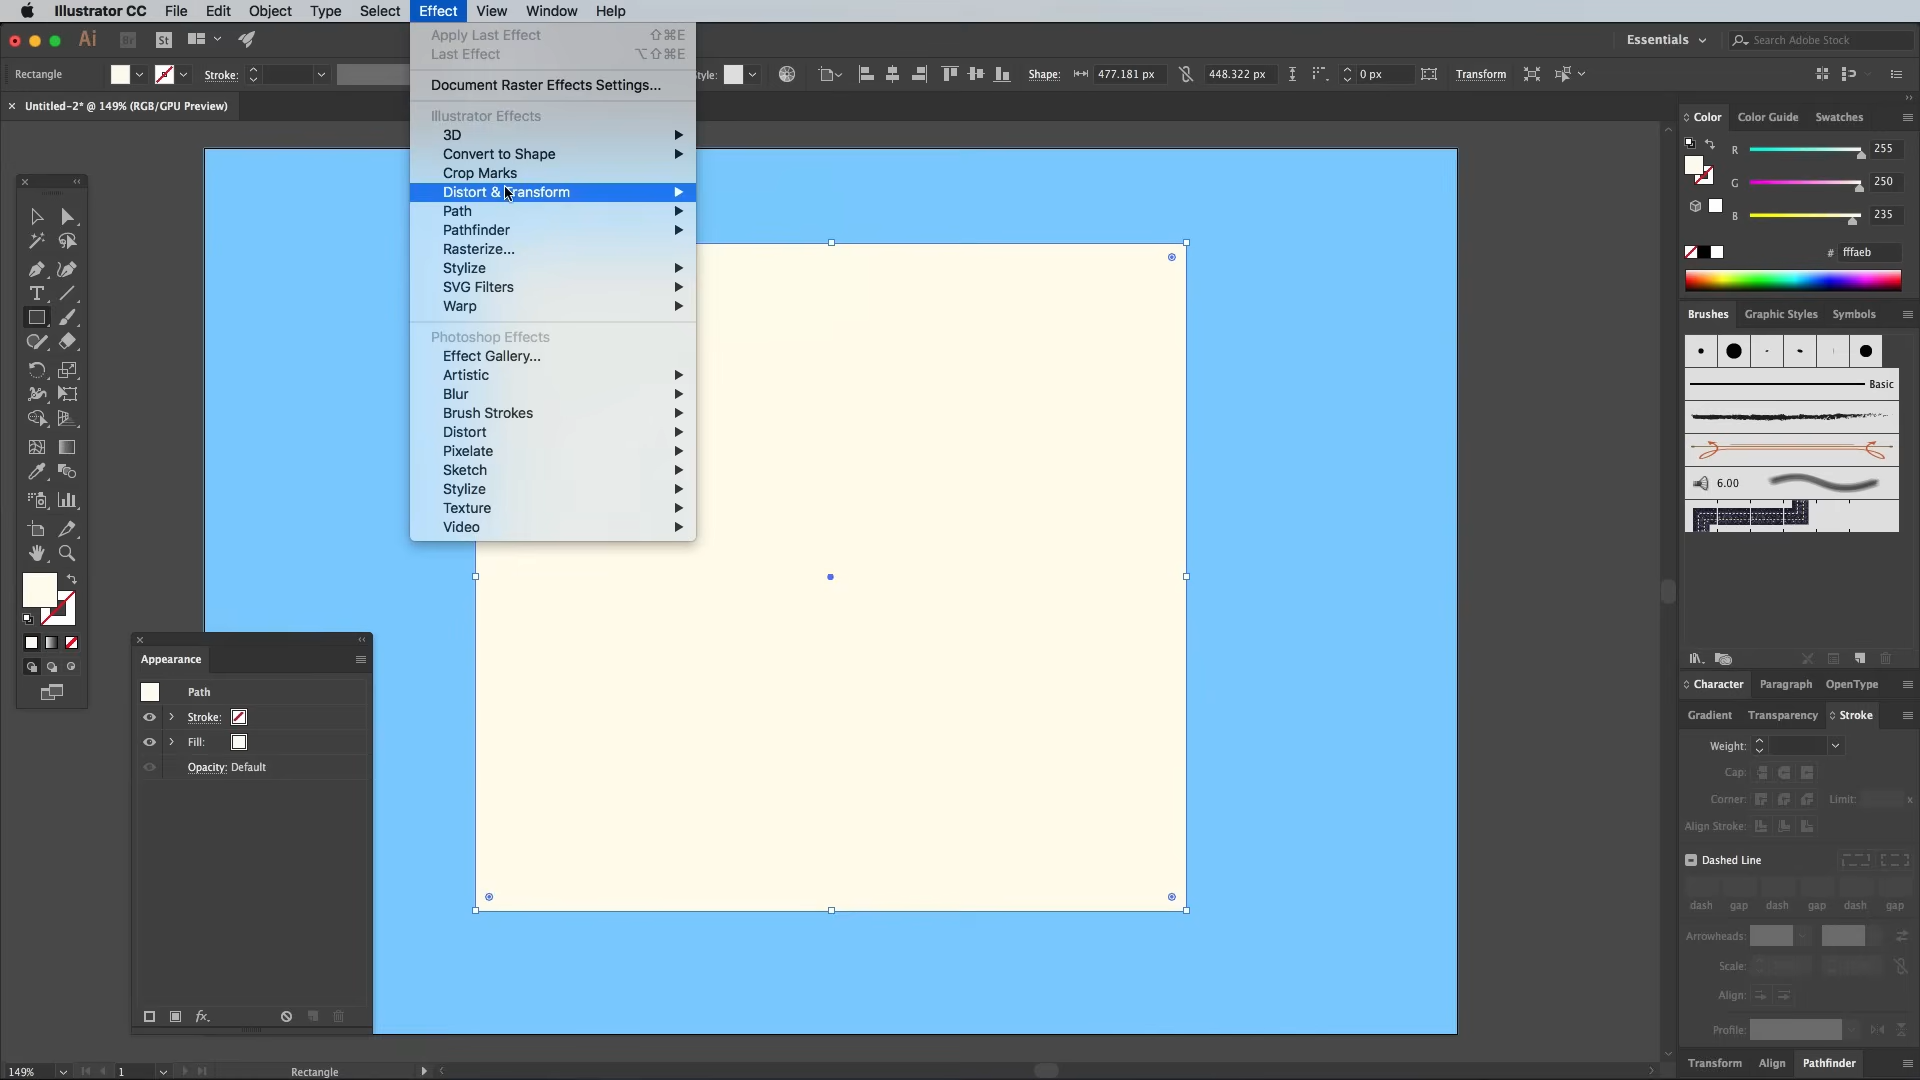 Illustrator CC File Edit Object Type Select Effect View Window Help
Ai Br St Essentials Search Adobe Stock
Rectangle Stroke: Style: Shape: 477.181 px 448.322 px 0 px Transform
Untitled-2* @ 149% (RGB/GPU Preview)
Apply Last Effect ⇧⌘E
Last Effect ⌥⇧⌘E
Document Raster Effects Settings...
Illustrator Effects
3D
Convert to Shape
Crop Marks
Distort & Transform
Path
Pathfinder
Rasterize...
Stylize
SVG Filters
Warp
Photoshop Effects
Effect Gallery...
Artistic
Blur
Brush Strokes
Distort
Pixelate
Sketch
Stylize
Texture
Video
Appearance
Path
Stroke:
Fill:
Opacity: Default
fx.
Color Color Guide Swatches
R 255
G 250
B 235
# fffaeb
Brushes Graphic Styles Symbols
Basic
6.00
Character Paragraph OpenType
Gradient Transparency Stroke
Weight:
Cap:
Corner: Limit: x
Align Stroke:
Dashed Line
dash gap dash gap dash gap
Arrowheads:
Scale:
Align:
Profile:
Transform Align Pathfinder
149% 1 Rectangle